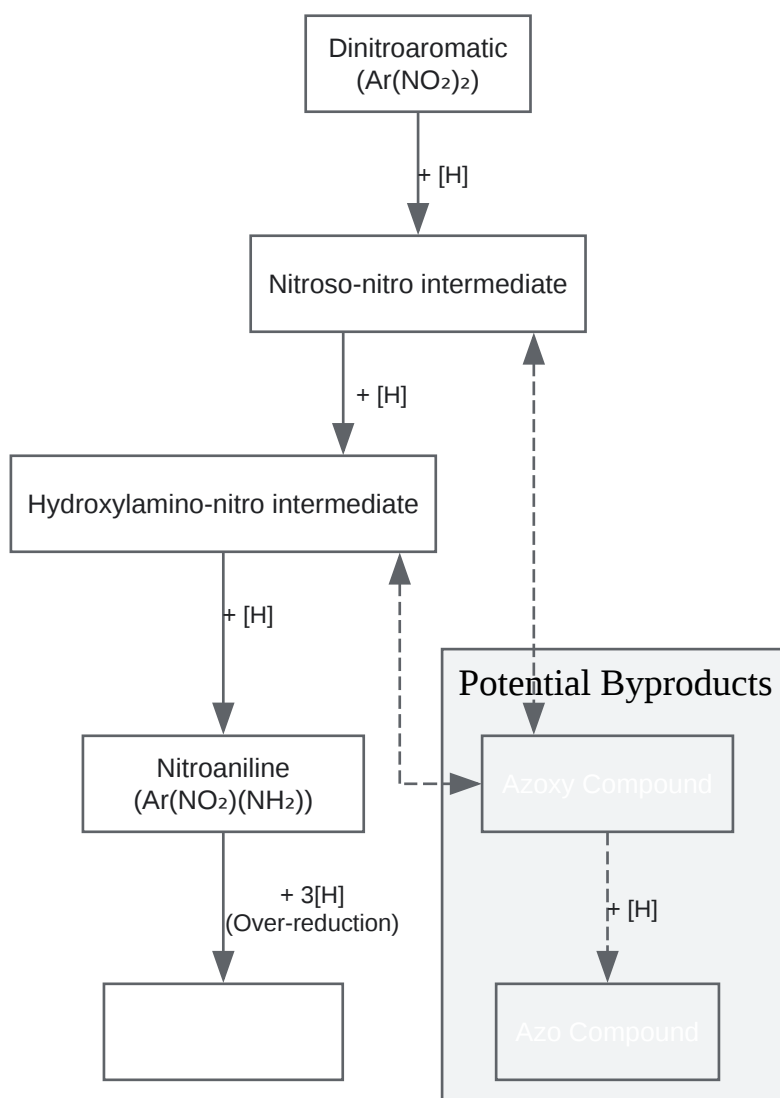 Dinitroaromatic
(Ar(NO₂)₂)
+ [H]
Nitroso-nitro intermediate
+ [H]
Hydroxylamino-nitro intermediate
+ [H]
Potential Byproducts
Nitroaniline
(Ar(NO₂)(NH₂))
Azoxy Compound
+ 3[H]
(Over-reduction)
+ [H]
Azo Compound